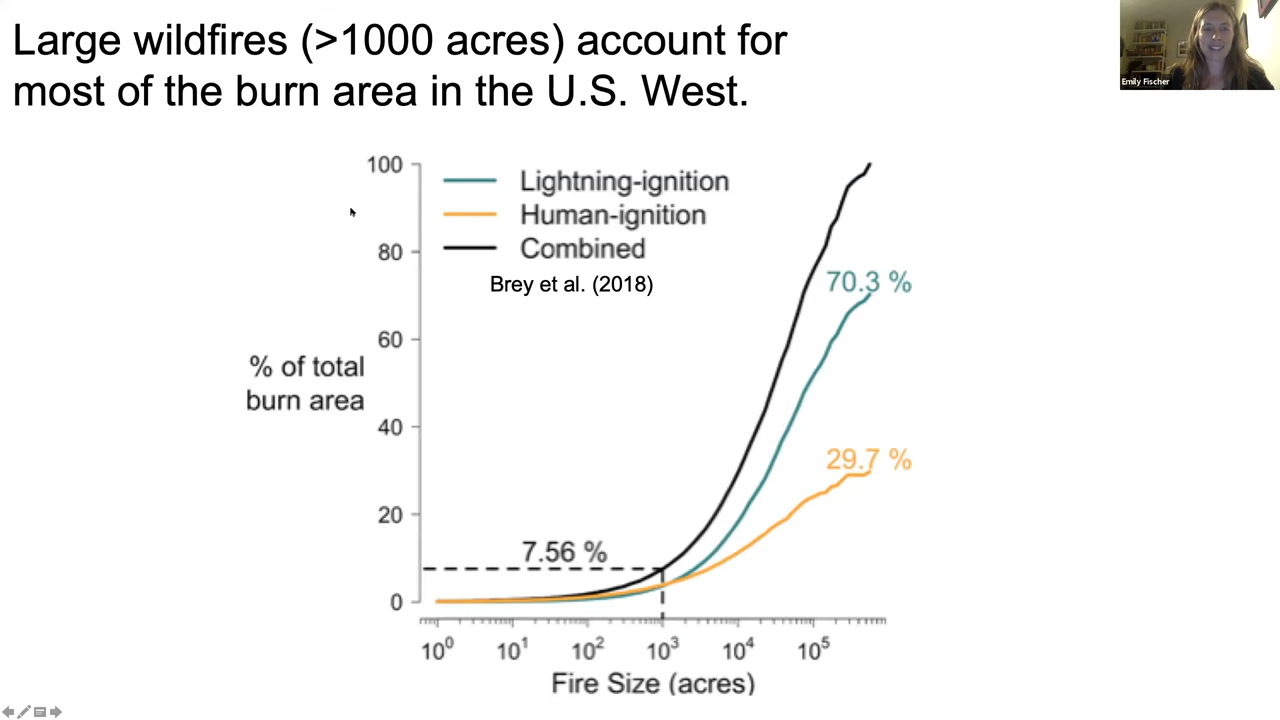 Large wildfires (>1000 acres) account for
most of the burn area in the U.S. West.
Emily Fischer
100
80
60
40
20
0
% of total
burn area
Lightning-ignition
Human-ignition
Combined
Brey et al. (2018)
70.3 %
29.7 %
7.56 %
10⁰ 10¹ 10² 10³ 10⁴ 10⁵
Fire Size (acres)